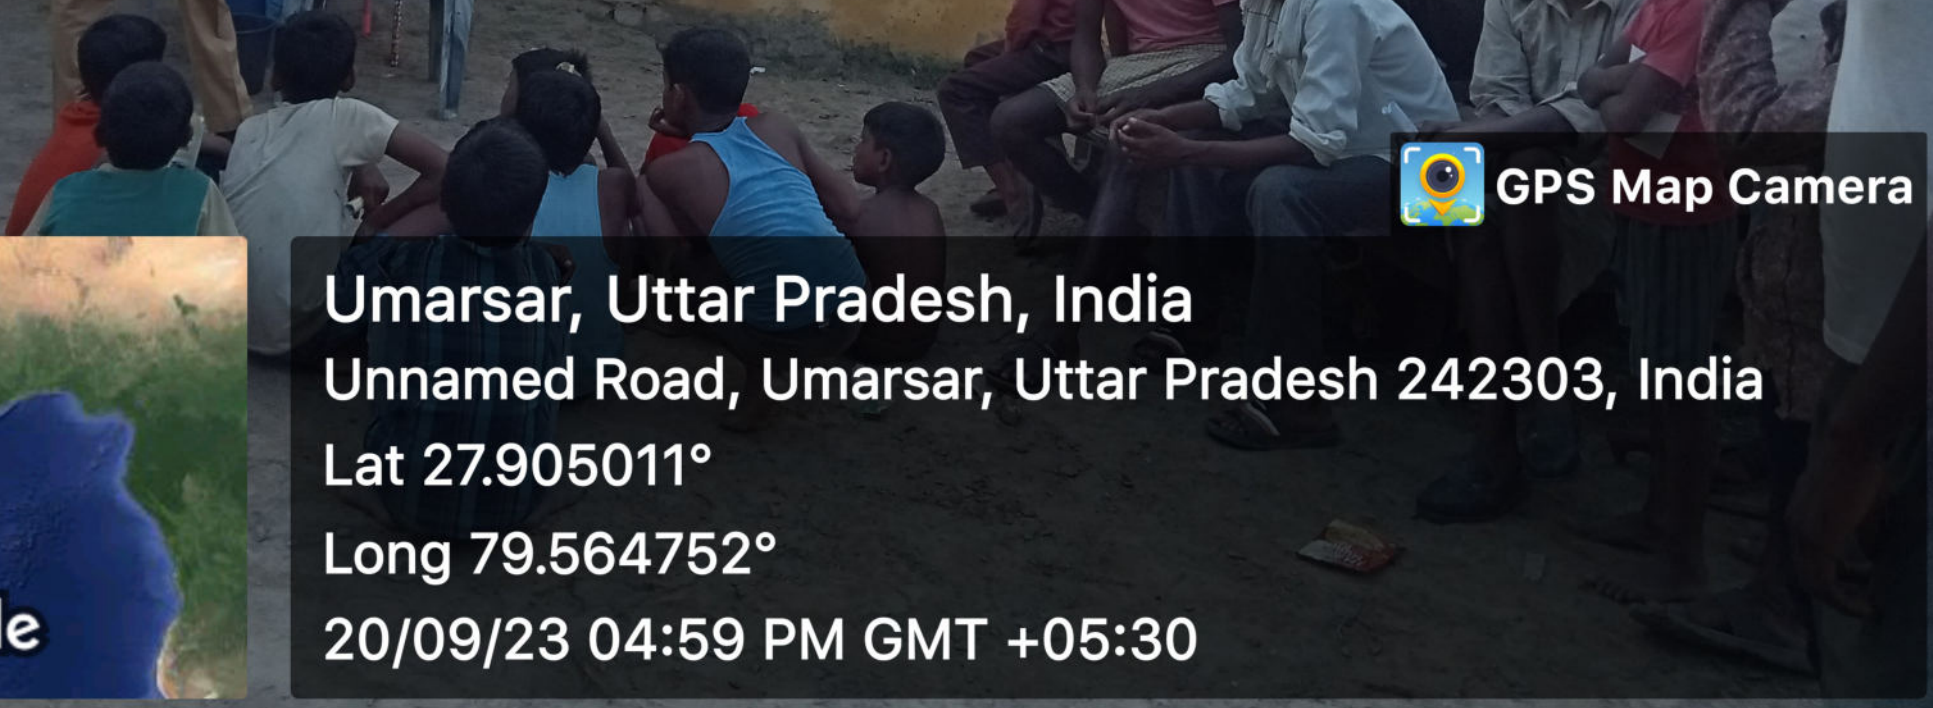 GPS Map Camera
Umarsar, Uttar Pradesh, India
Unnamed Road, Umarsar, Uttar Pradesh 242303, India
Lat 27.905011°
Long 79.564752°
20/09/23 04:59 PM GMT +05:30